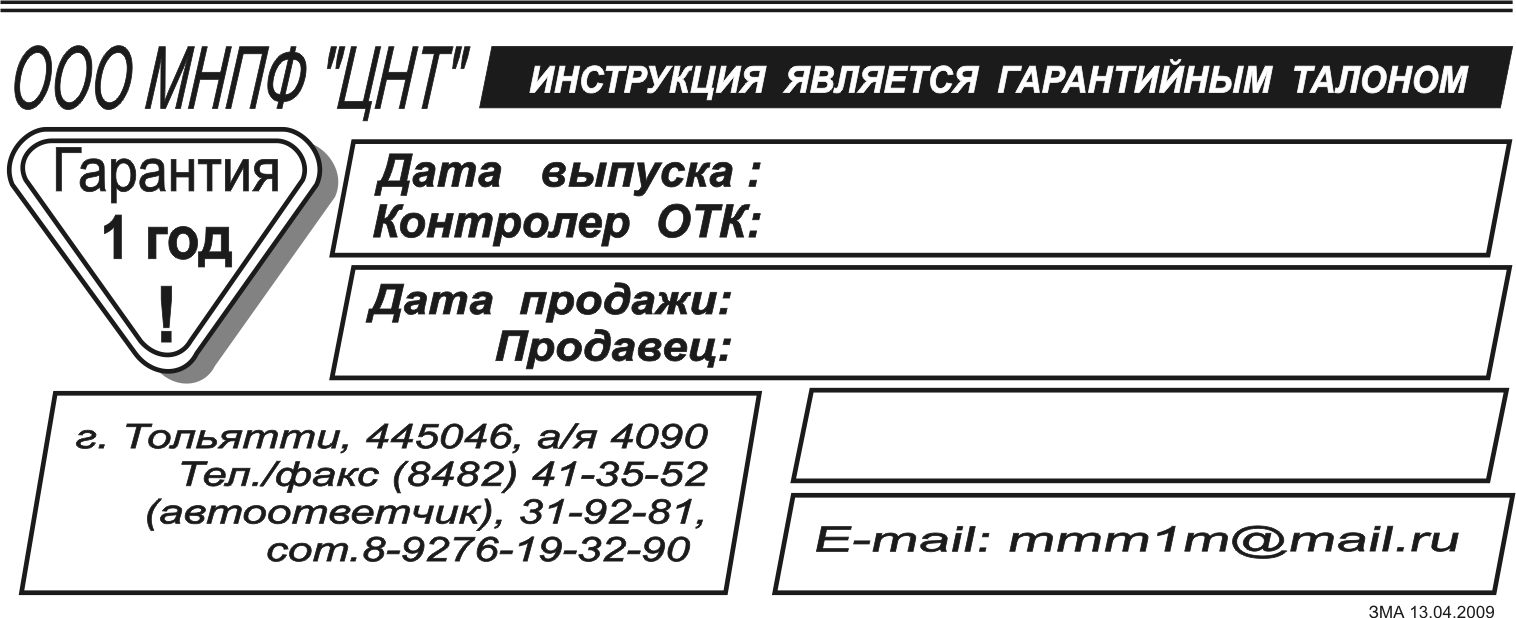 ООО МНПФ "ЦНТ"
ИНСТРУКЦИЯ ЯВЛЯЕТСЯ ГАРАНТИЙНЫМ ТАЛОНОМ
Гарантия
1 год
!
Дата выпуска :
Контролер ОТК:
Дата продажи:
Продавец:
г. Тольятти, 445046, а/я 4090
Тел./факс (8482) 41-35-52
(автоответчик), 31-92-81,
сот.8-9276-19-32-90
E-mail: mmm1m@mail.ru
ЗМА 13.04.2009